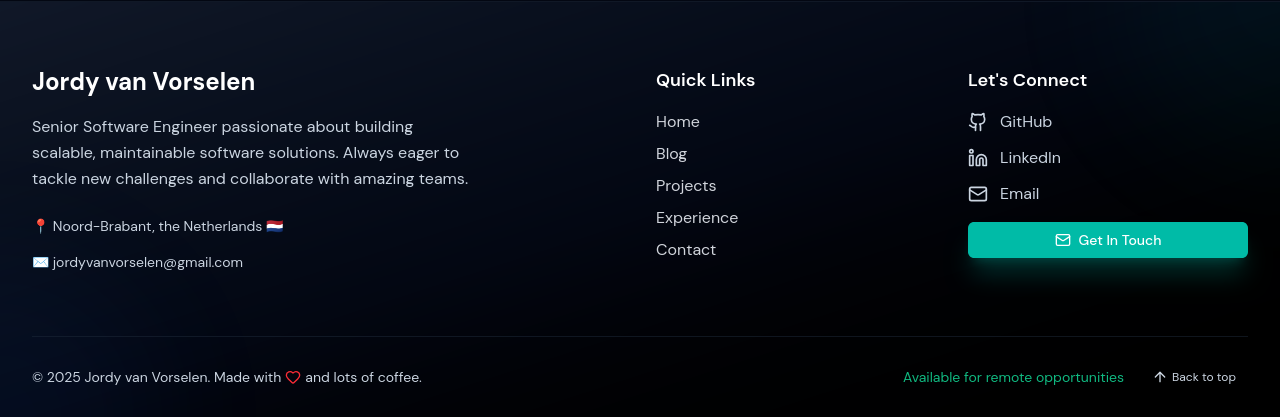 Jordy van Vorselen
Senior Software Engineer passionate about building
scalable, maintainable software solutions. Always eager to
tackle new challenges and collaborate with amazing teams.
📍 Noord-Brabant, the Netherlands 🇳🇱
✉️ jordyvanvorselen@gmail.com
Quick Links
Home
Blog
Projects
Experience
Contact
Let's Connect
GitHub
LinkedIn
Email
Get In Touch
© 2025 Jordy van Vorselen. Made with ♡ and lots of coffee.
Available for remote opportunities
↑ Back to top